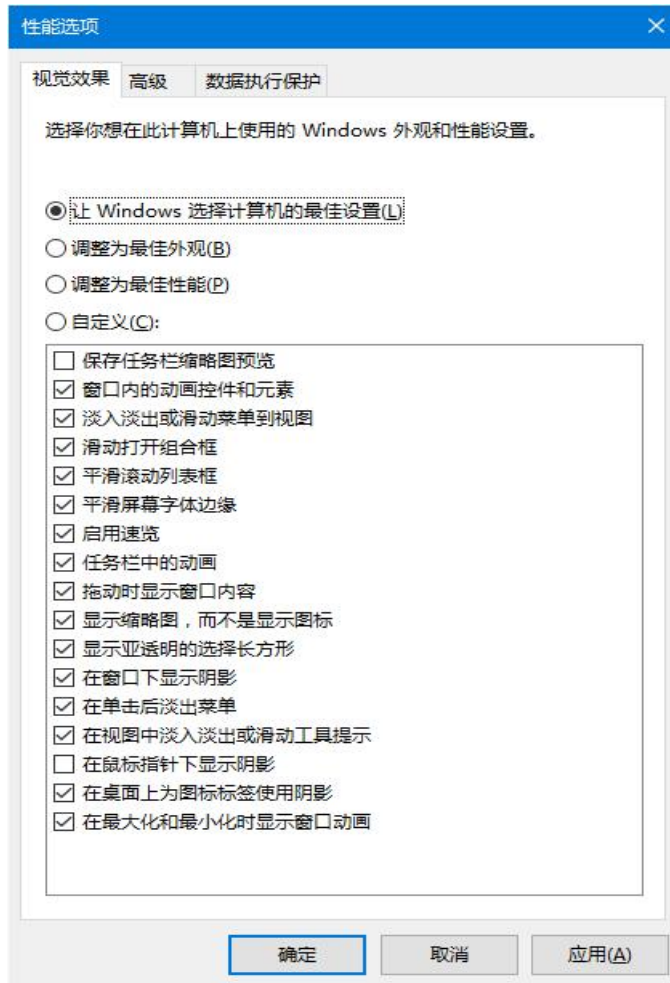 性能选项
视觉效果 高级 数据执行保护
选择你想在此计算机上使用的 Windows 外观和性能设置。
让 Windows 选择计算机的最佳设置(L)
调整为最佳外观(B)
调整为最佳性能(P)
自定义(C):
保存任务栏缩略图预览
窗口内的动画控件和元素
淡入淡出或滑动菜单到视图
滑动打开组合框
平滑滚动列表框
平滑屏幕字体边缘
启用速览
任务栏中的动画
拖动时显示窗口内容
显示缩略图，而不是显示图标
显示亚透明的选择长方形
在窗口下显示阴影
在单击后淡出菜单
在视图中淡入淡出或滑动工具提示
在鼠标指针下显示阴影
在桌面上为图标标签使用阴影
在最大化和最小化时显示窗口动画
确定 取消 应用(A)